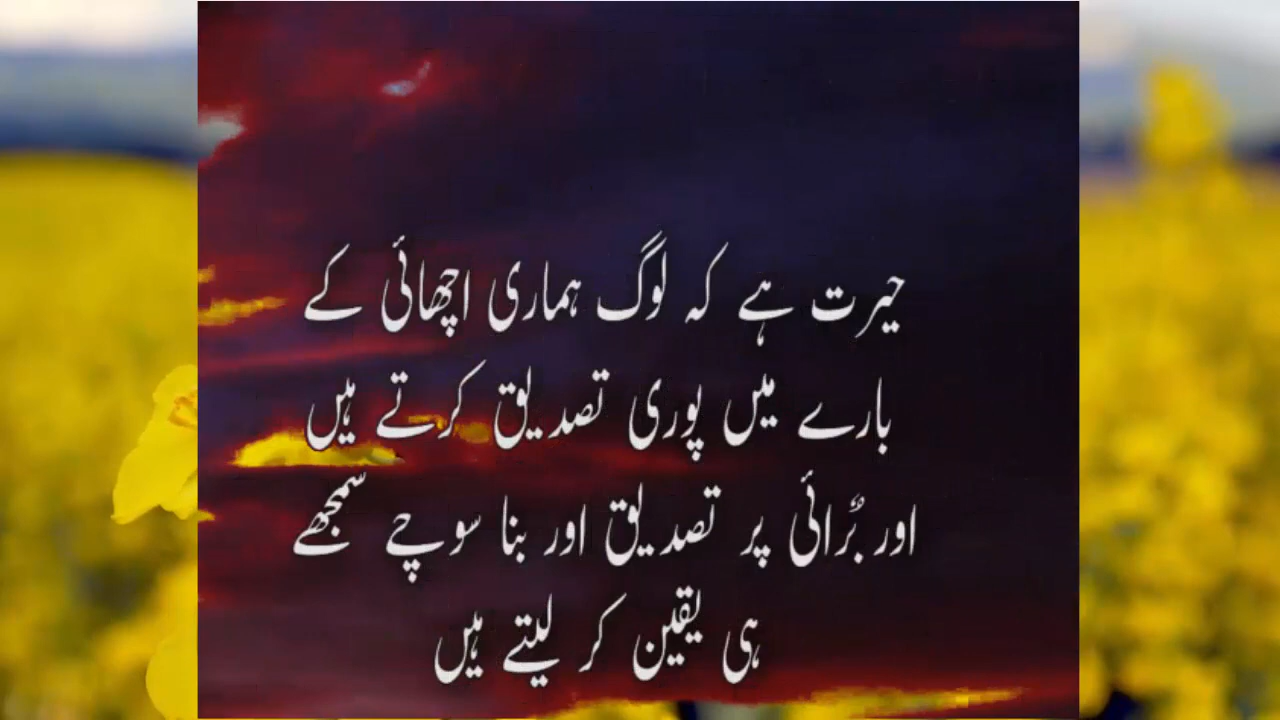 حیرت ہے کہ لوگ ہماری اچھائی کے
بارے میں پوری تصدیق کرتے ہیں
اور بُرائی پر تصدیق اور بنا سوچے سمجھے
ہی یقین کر لیتے ہیں